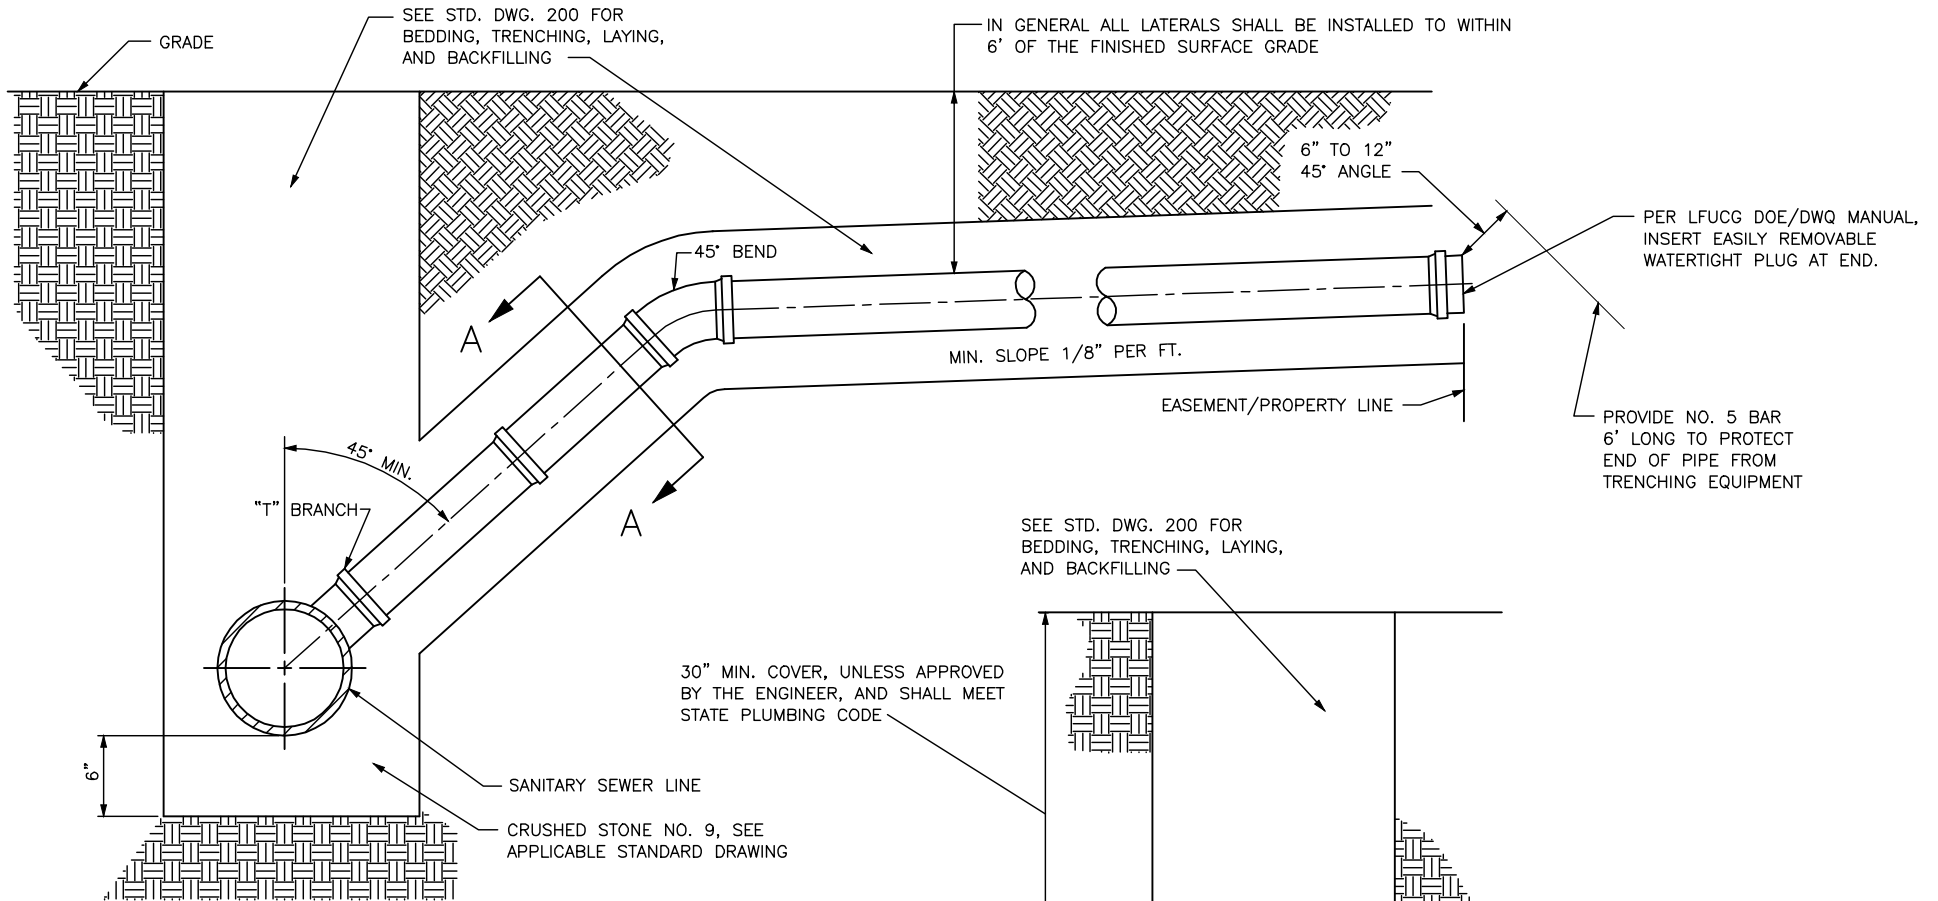 SEE STD. DWG. 200 FOR
BEDDING, TRENCHING, LAYING,
AND BACKFILLING
GRADE
IN GENERAL ALL LATERALS SHALL BE INSTALLED TO WITHIN
6' OF THE FINISHED SURFACE GRADE
6" TO 12"
45° ANGLE
PER LFUCG DOE/DWQ MANUAL,
INSERT EASILY REMOVABLE
WATERTIGHT PLUG AT END.
45° BEND
A
MIN. SLOPE 1/8" PER FT.
EASEMENT/PROPERTY LINE
PROVIDE NO. 5 BAR
6' LONG TO PROTECT
END OF PIPE FROM
TRENCHING EQUIPMENT
45° MIN.
"T" BRANCH
A
SEE STD. DWG. 200 FOR
BEDDING, TRENCHING, LAYING,
AND BACKFILLING
30" MIN. COVER, UNLESS APPROVED
BY THE ENGINEER, AND SHALL MEET
STATE PLUMBING CODE
6"
SANITARY SEWER LINE
CRUSHED STONE NO. 9, SEE
APPLICABLE STANDARD DRAWING